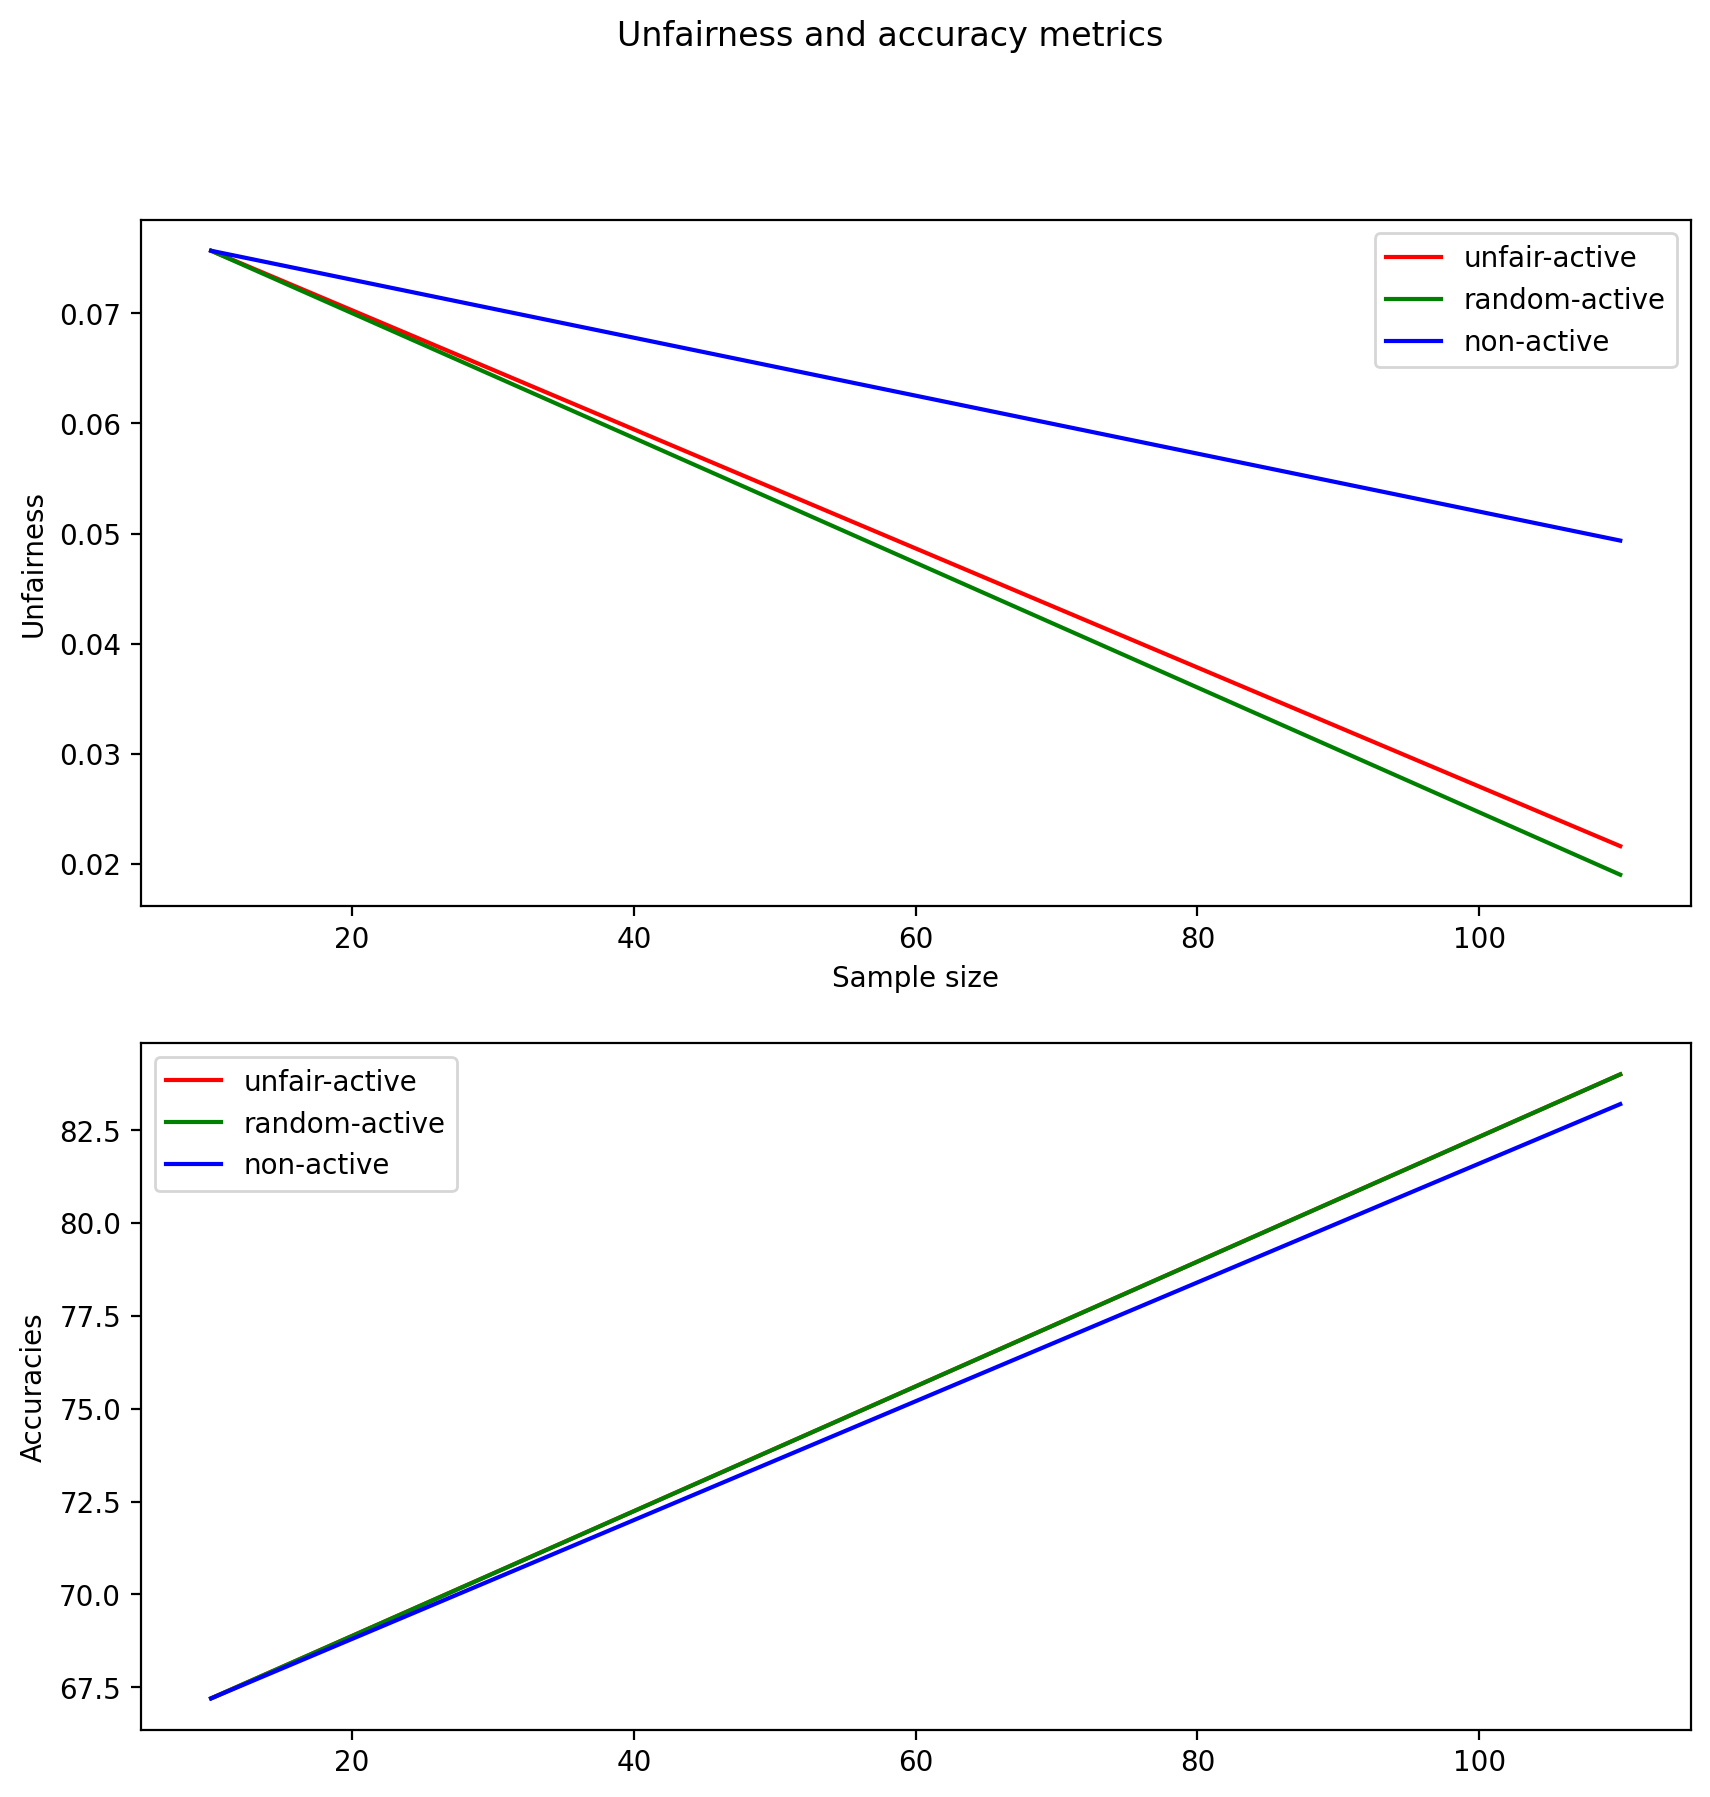 Unfairness and accuracy metrics
unfair-active
random-active
non-active
0.07
0.06
0.05
0.04
0.03
0.02
Unfairness
20 40 60 80 100
Sample size
unfair-active
random-active
non-active
82.5
80.0
77.5
75.0
72.5
70.0
67.5
Accuracies
20 40 60 80 100